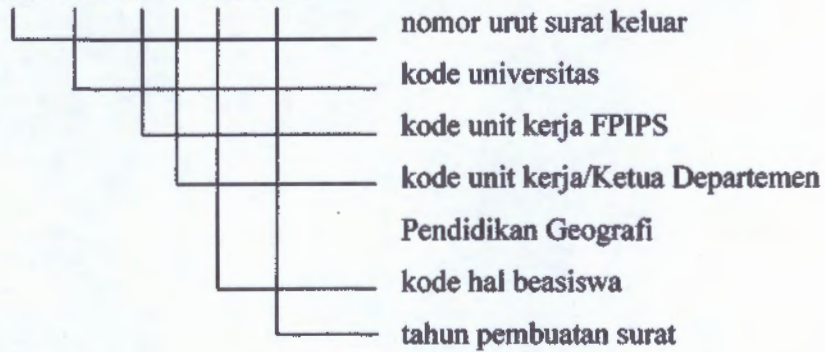 nomor urut surat keluar
kode universitas
kode unit kerja FPIPS
kode unit kerja/Ketua Departemen
Pendidikan Geografi
kode hal beasiswa
tahun pembuatan surat